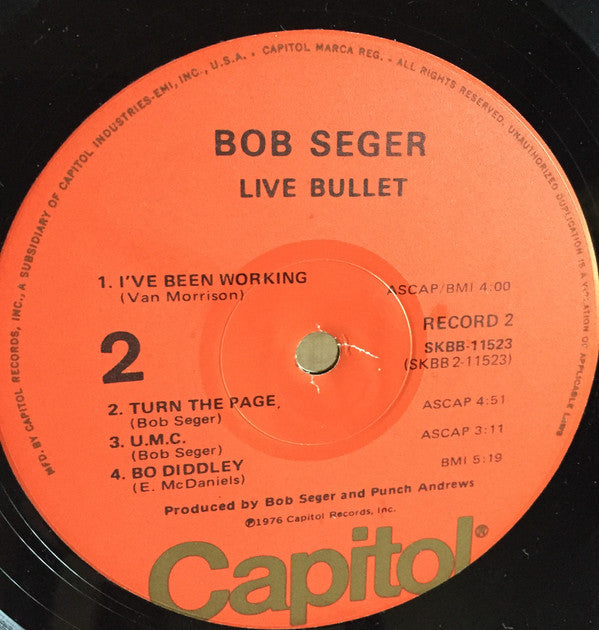 MFD. BY CAPITOL RECORDS, INC., A SUBSIDIARY OF CAPITOL INDUSTRIES-EMI, INC., U.S.A. · CAPITOL MARCA REG. · ALL RIGHTS RESERVED. UNAUTHORIZED DUPLICATION IS A VIOLATION OF APPLICABLE LAWS
BOB SEGER
LIVE BULLET
1. I'VE BEEN WORKING ASCAP/BMI 4:00
(Van Morrison)
2
RECORD 2
SKBB-11523
(SKBB 2-11523)
2. TURN THE PAGE ASCAP 4:51
(Bob Seger)
3. U.M.C. ASCAP 3:11
(Bob Seger)
4. BO DIDDLEY BMI 5:19
(E. McDaniels)
Produced by Bob Seger and Punch Andrews
℗1976 Capitol Records, Inc.
Capitol®